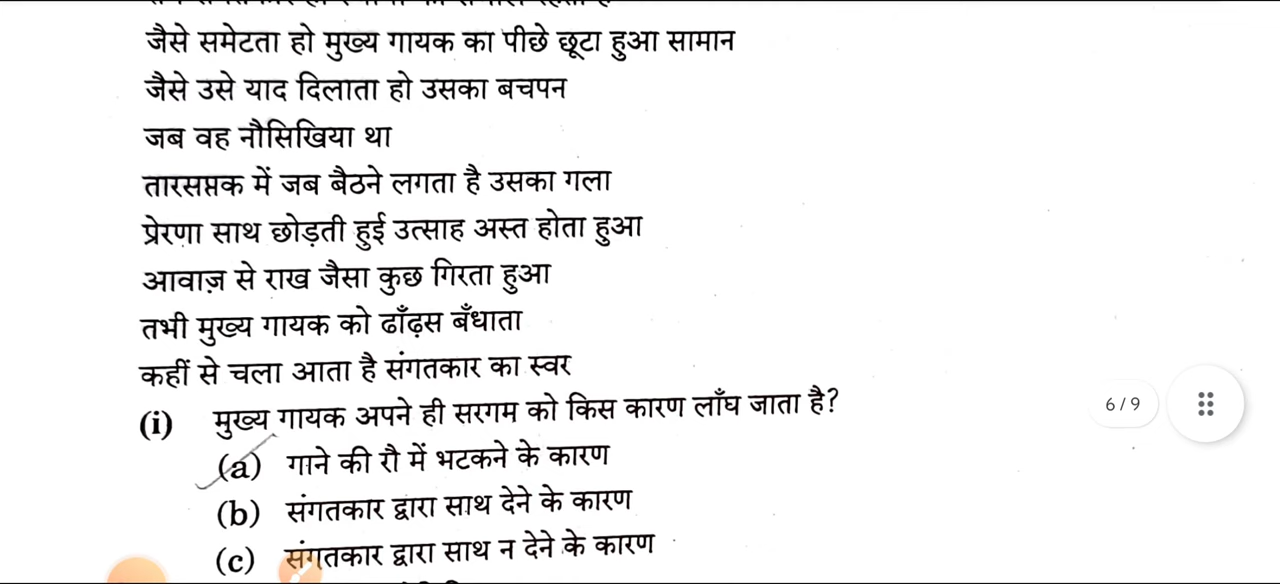 जैसे समेटता हो मुख्य गायक का पीछे छूटा हुआ सामान
जैसे उसे याद दिलाता हो उसका बचपन
जब वह नौसिखिया था
तारसप्तक में जब बैठने लगता है उसका गला
प्रेरणा साथ छोड़ती हुई उत्साह अस्त होता हुआ
आवाज़ से राख जैसा कुछ गिरता हुआ
तभी मुख्य गायक को ढाँढ़स बँधाता
कहीं से चला आता है संगतकार का स्वर
(i) मुख्य गायक अपने ही सरगम को किस कारण लाँघ जाता है?
6/9
(a) गाने की रौ में भटकने के कारण
(b) संगतकार द्वारा साथ देने के कारण
(c) संगतकार द्वारा साथ न देने के कारण